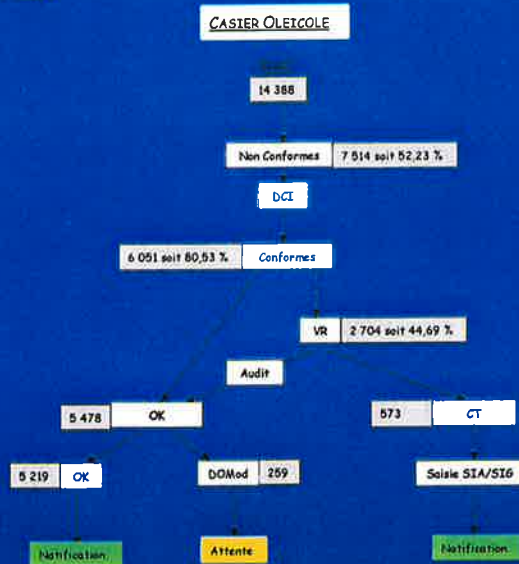 CASIER OLEICOLE
14 388
Non Conformes 7 514 soit 52,23 %
DCI
6 051 soit 80,53 % Conformes
VR 2 704 soit 44,69 %
Audit
5 478 OK
573 CT
5 219 OK
DOMod 259
Saisie SIA/SIG
Notification
Attente
Notification